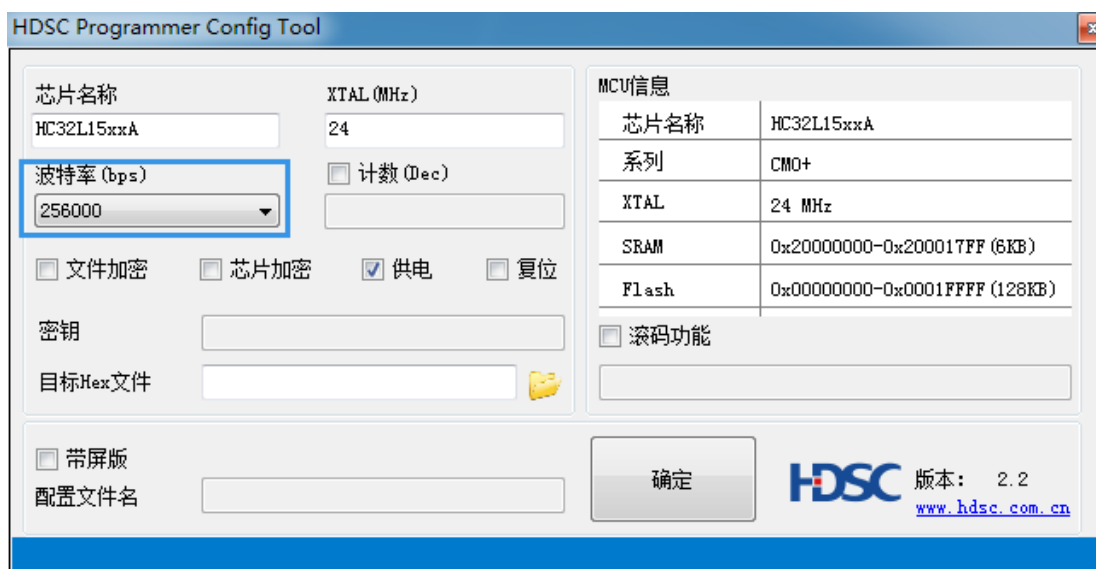 HDSC Programmer Config Tool
芯片名称
XTAL(MHz)
HC32L15xxA
24
波特率(bps)
计数(Dec)
256000
文件加密 芯片加密 供电 复位
密钥
目标Hex文件
MCU信息
芯片名称 HC32L15xxA
系列 CM0+
XTAL 24 MHz
SRAM 0x20000000-0x200017FF(6KB)
Flash 0x00000000-0x0001FFFF(128KB)
滚码功能
带屏版
配置文件名
确定
HDSC 版本: 2.2
www.hdsc.com.cn